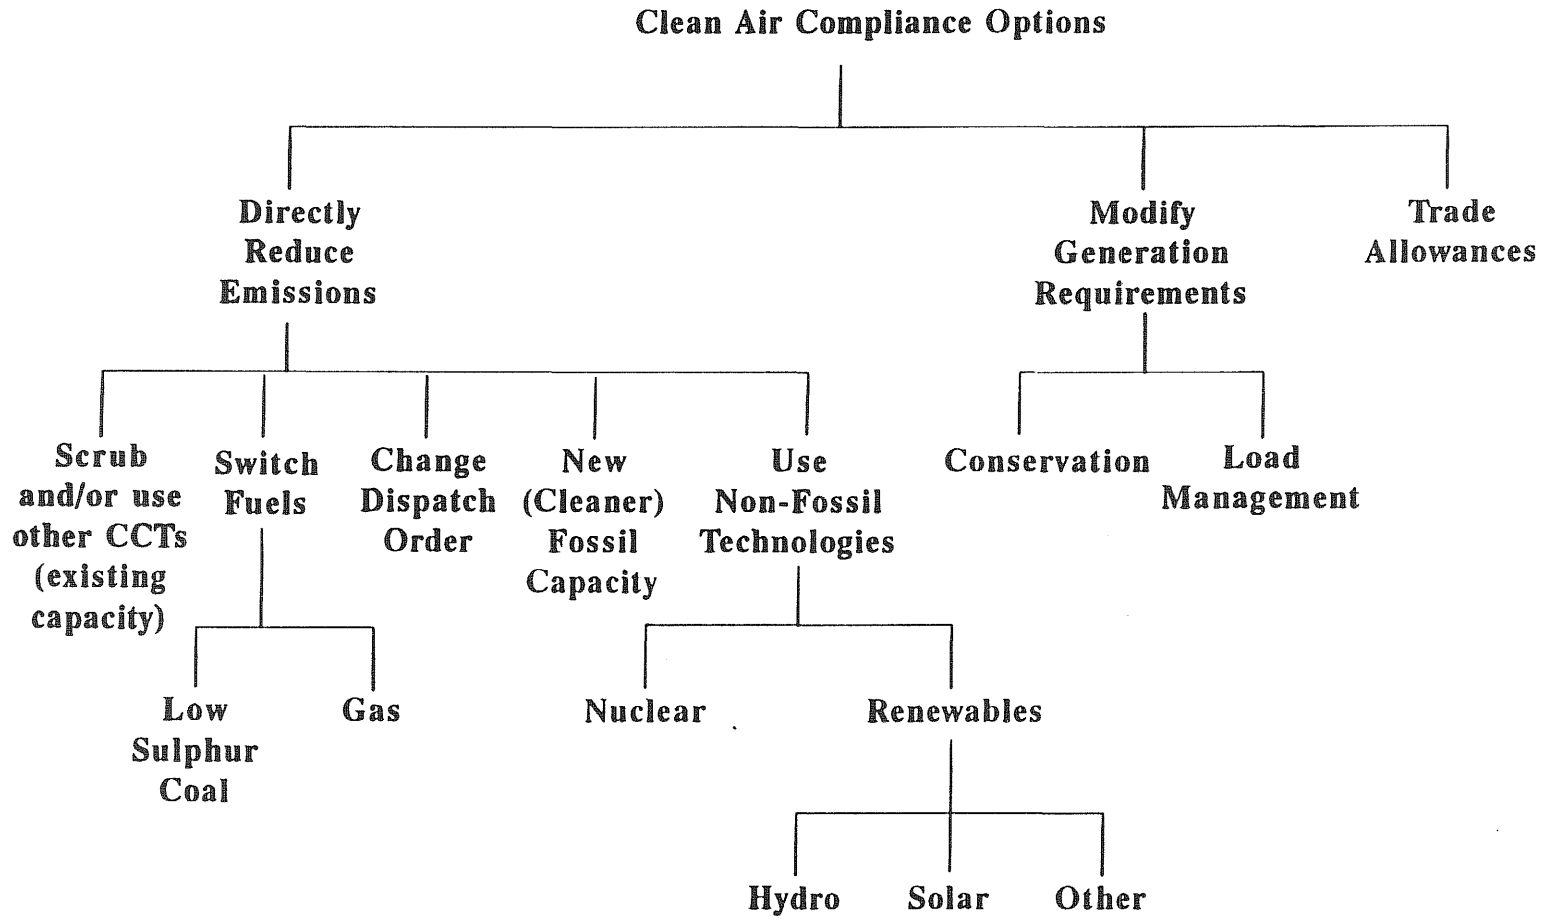 Clean Air Compliance Options
Directly
Reduce
Emissions
Modify
Generation
Requirements
Trade
Allowances
Scrub
and/or use
other CCTs
(existing
capacity)
Switch
Fuels
Change
Dispatch
Order
New
(Cleaner)
Fossil
Capacity
Use
Non-Fossil
Technologies
Conservation
Load
Management
Low
Sulphur
Coal
Gas
Nuclear
Renewables
Hydro
Solar
Other